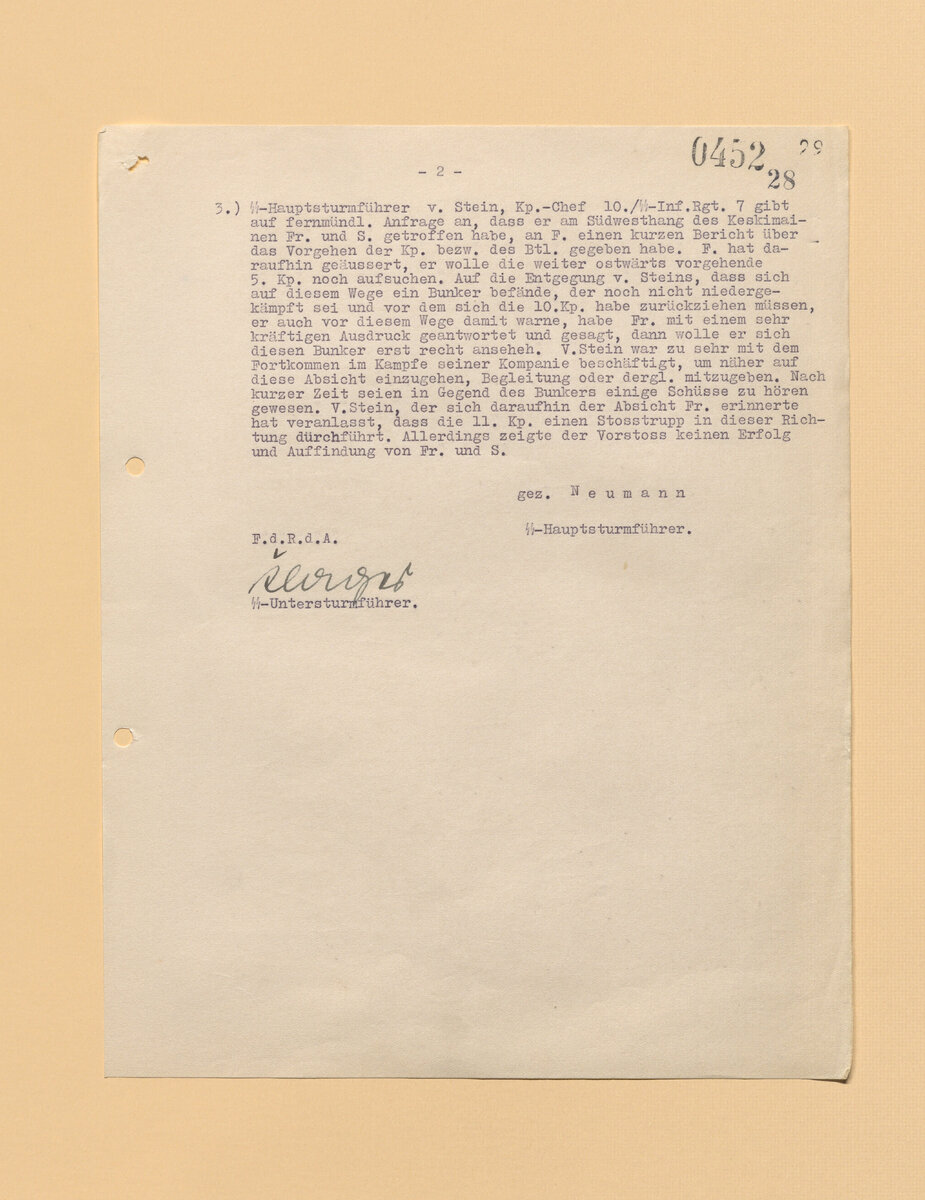 0452 29
- 2 -
28
3.) ᛋᛋ-Hauptsturmführer v. Stein, Kp.-Chef 10./ᛋᛋ-Inf.Rgt. 7 gibt
auf fernmündl. Anfrage an, dass er am Südwesthang des Keskimai-
nen Fr. und S. getroffen habe, an F. einen kurzen Bericht über
das Vorgehen der Kp. bezw. des Btl. gegeben habe. F. hat da-
raufhin geäussert, er wolle die weiter ostwärts vorgehende
5. Kp. noch aufsuchen. Auf die Entgegung v. Steins, dass sich
auf diesem Wege ein Bunker befände, der noch nicht niederge-
kämpft sei und vor dem sich die 10.Kp. habe zurückziehen müssen,
er auch vor diesem Wege damit warne, habe Fr. mit einem sehr
kräftigen Ausdruck geantwortet und gesagt, dann wolle er sich
diesen Bunker erst recht anseheh. V.Stein war zu sehr mit dem
Fortkommen im Kampfe seiner Kompanie beschäftigt, um näher auf
diese Absicht einzugehen, Begleitung oder dergl. mitzugeben. Nach
kurzer Zeit seien in Gegend des Bunkers einige Schüsse zu hören
gewesen. V.Stein, der sich daraufhin der Absicht Fr. erinnerte
hat veranlasst, dass die 11. Kp. einen Stosstrupp in dieser Rich-
tung durchführt. Allerdings zeigte der Vorstoss keinen Erfolg
und Auffindung von Fr. und S.
gez. N e u m a n n
ᛋᛋ-Hauptsturmführer.
F.d.R.d.A.
ᛋᛋ-Untersturmführer.